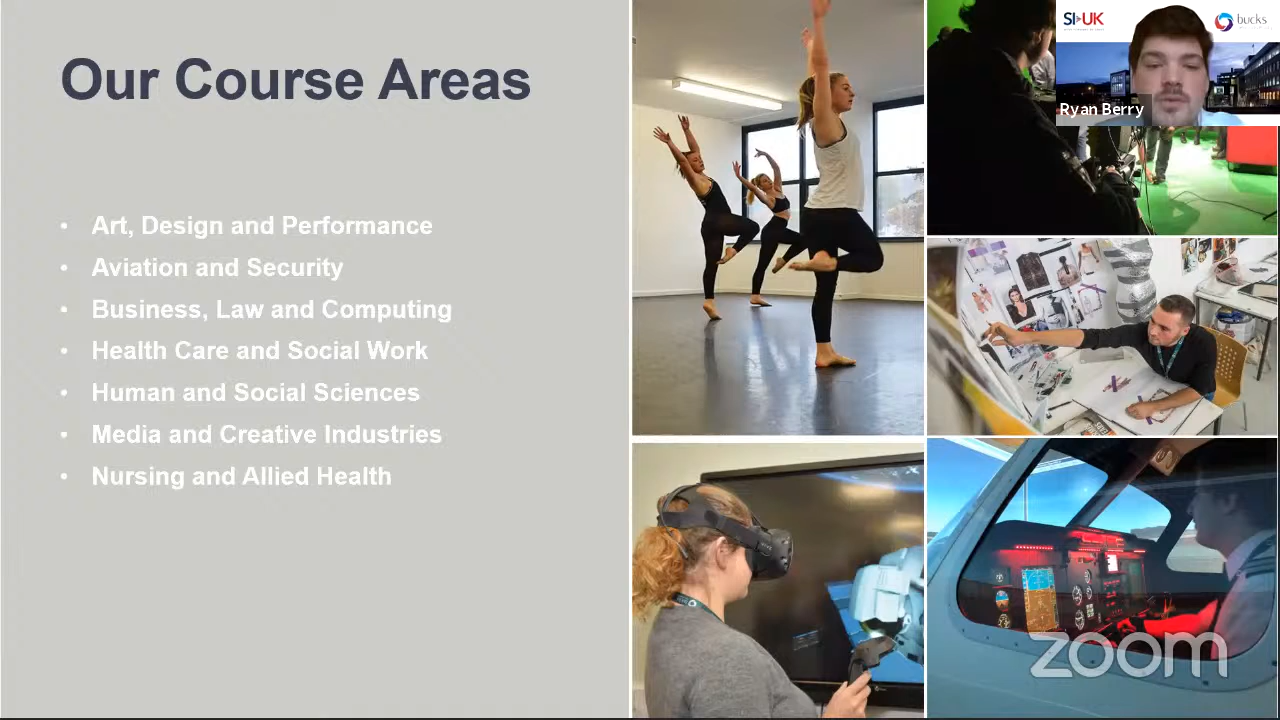 Our Course Areas
SI-UK
bucks
Ryan Berry
• Art, Design and Performance
• Aviation and Security
• Business, Law and Computing
• Health Care and Social Work
• Human and Social Sciences
• Media and Creative Industries
• Nursing and Allied Health
zoom